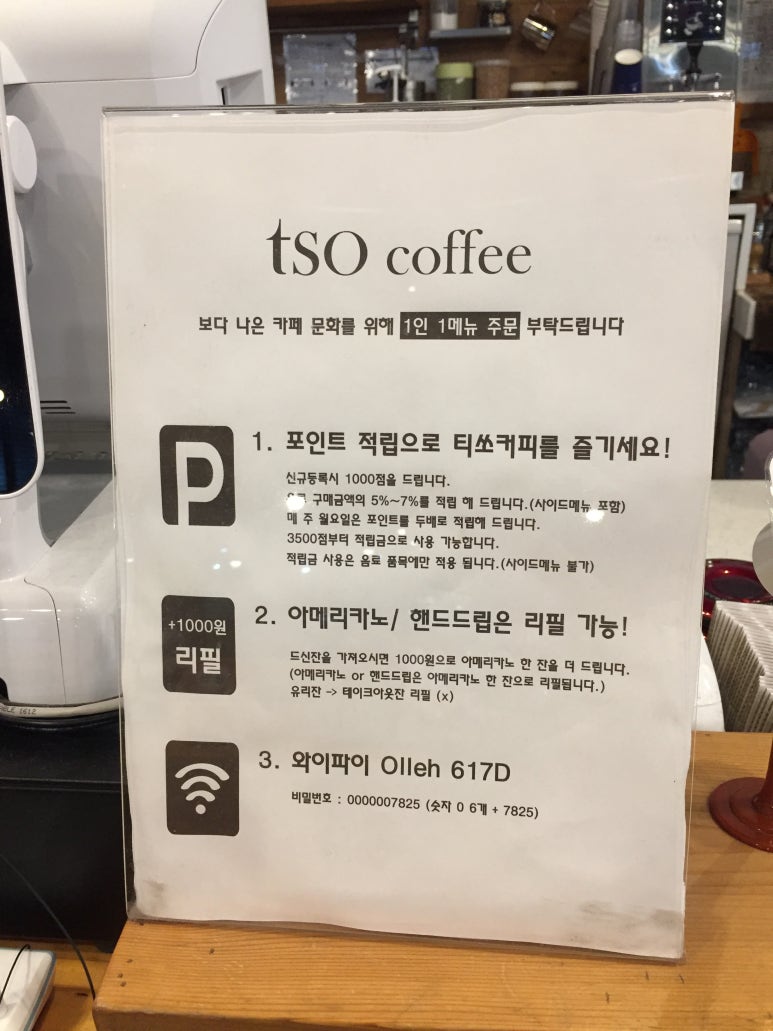 tso coffee
보다 나은 카페 문화를 위해 1인 1메뉴 주문 부탁드립니다
P
1. 포인트 적립으로 티쏘커피를 즐기세요!
신규등록시 1000점을 드립니다.
구매금액의 5%~7%를 적립 해 드립니다.(사이드메뉴 포함)
매 주 월요일은 포인트를 두배로 적립해 드립니다.
3500점부터 적립금으로 사용 가능합니다.
적립금 사용은 음료 품목에만 적용 됩니다.(사이드메뉴 불가)
+1000원
리필
2. 아메리카노/ 핸드드립은 리필 가능!
드신잔을 가져오시면 1000원으로 아메리카노 한 잔을 더 드립니다.
(아메리카노 or 핸드드립은 아메리카노 한 잔으로 리필됩니다.)
유리잔 -> 테이크아웃잔 리필 (x)
3. 와이파이 Olleh 617D
비밀번호 : 0000007825 (숫자 0 6개 + 7825)